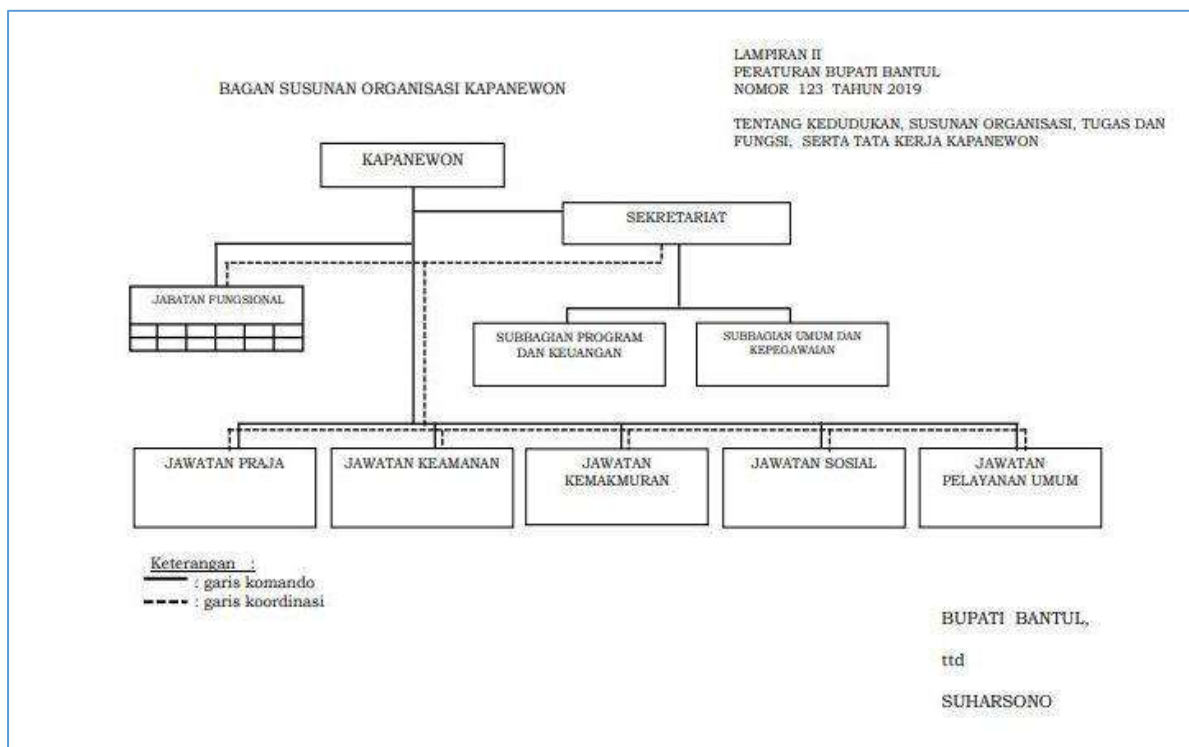 LAMPIRAN II
PERATURAN BUPATI BANTUL
NOMOR 123 TAHUN 2019
TENTANG KEDUDUKAN, SUSUNAN ORGANISASI, TUGAS DAN
FUNGSI, SERTA TATA KERJA KAPANEWON
BAGAN SUSUNAN ORGANISASI KAPANEWON
KAPANEWON
SEKRETARIAT
JABATAN FUNGSIONAL
SUBBAGIAN PROGRAM
DAN KEUANGAN
SUBBAGIAN UMUM DAN
KEPEGAWAIAN
JAWATAN PRAJA
JAWATAN KEAMANAN
JAWATAN
KEMAKMURAN
JAWATAN SOSIAL
JAWATAN
PELAYANAN UMUM
Keterangan :
: garis komando
: garis koordinasi
BUPATI BANTUL,
ttd
SUHARSONO